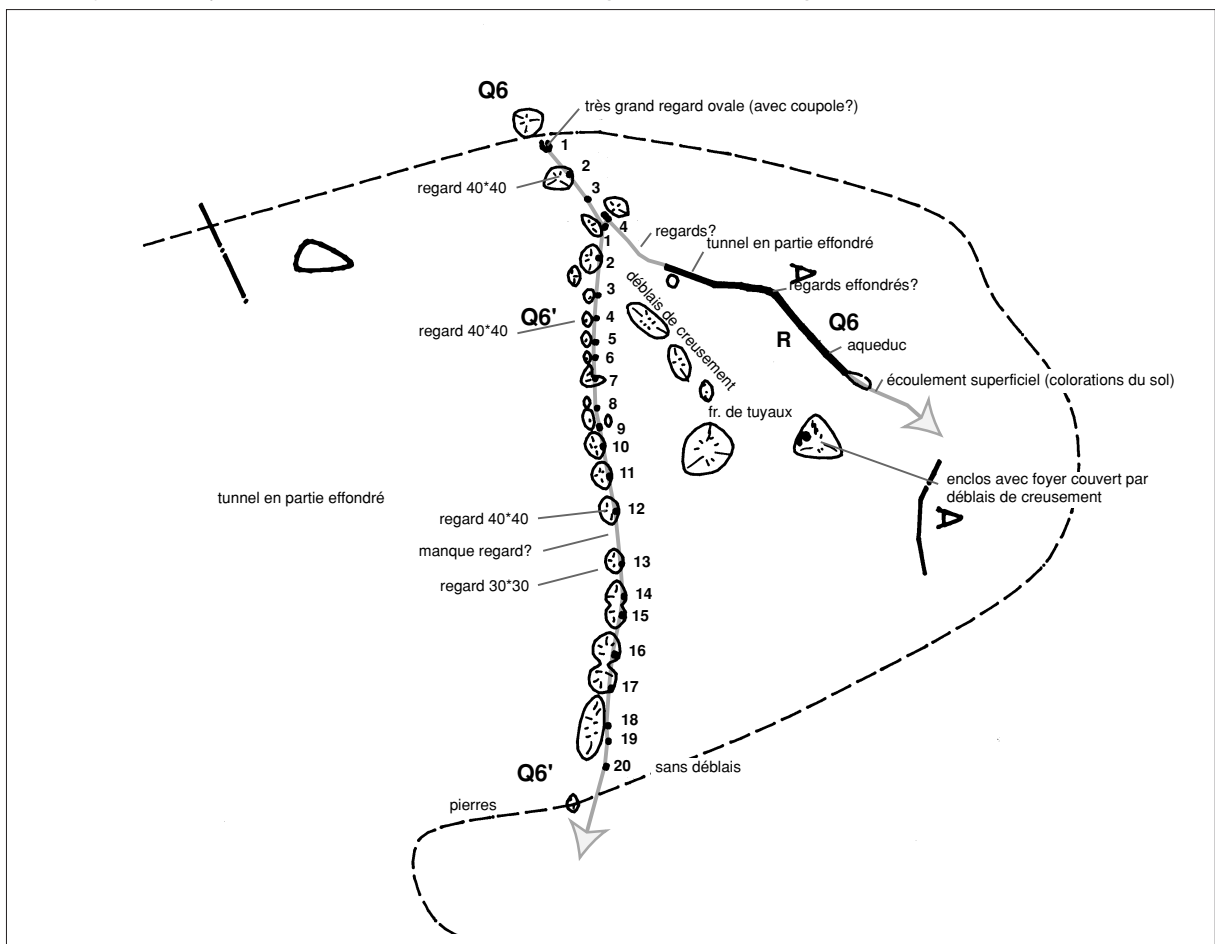 Q6
très grand regard ovale (avec coupole?)
1
2
regard 40*40
3
4
regards?
tunnel en partie effondré
A
1
2
regards effondrés?
déblais de creusement
3
Q6'
4
Q6
regard 40*40
R
5
aqueduc
6
7
écoulement superficiel (colorations du sol)
8
fr. de tuyaux
9
10
11
enclos avec foyer couvert par
déblais de creusement
tunnel en partie effondré
12
regard 40*40
A
manque regard?
13
regard 30*30
14
15
16
17
18
19
20
sans déblais
Q6'
pierres